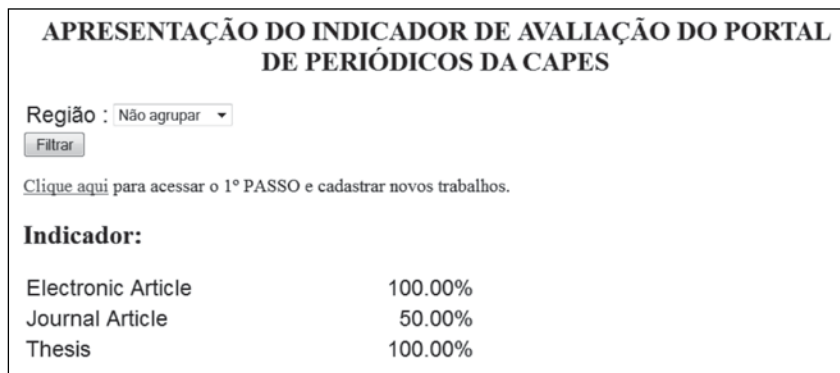 APRESENTAÇÃO DO INDICADOR DE AVALIAÇÃO DO PORTAL
DE PERIÓDICOS DA CAPES
Região : Não agrupar
Filtrar
Clique aqui para acessar o 1º PASSO e cadastrar novos trabalhos.
Indicador:
Electronic Article 100.00%
Journal Article 50.00%
Thesis 100.00%